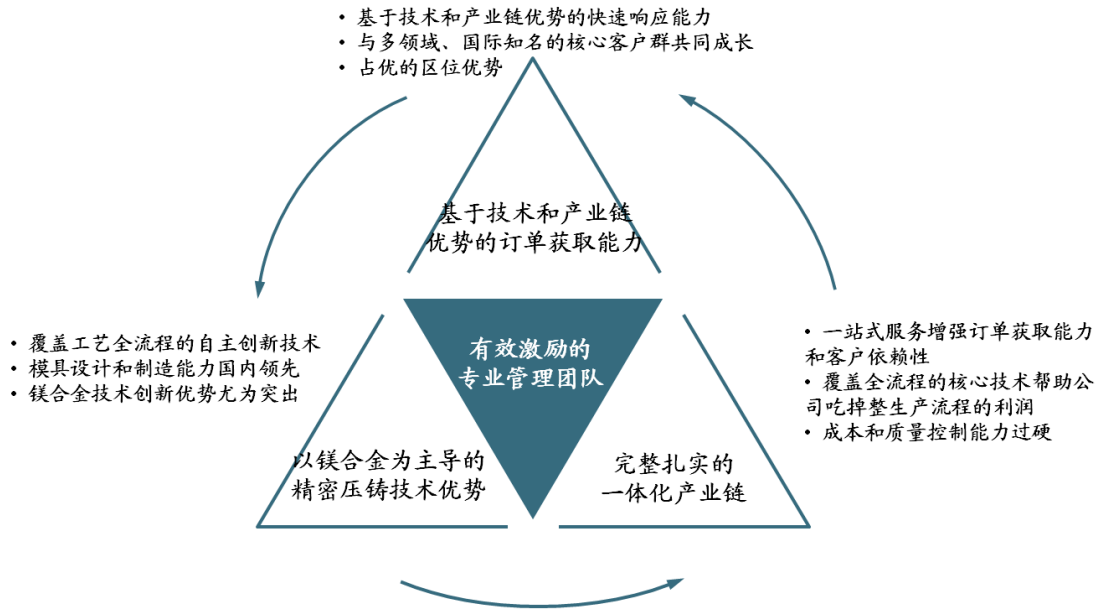 • 基于技术和产业链优势的快速响应能力
• 与多领域、国际知名的核心客户群共同成长
• 占优的区位优势
基于技术和产业链
优势的订单获取能力
• 覆盖工艺全流程的自主创新技术
• 模具设计和制造能力国内领先
• 镁合金技术创新优势尤为突出
有效激励的
专业管理团队
• 一站式服务增强订单获取能力
和客户依赖性
• 覆盖全流程的核心技术帮助公
司吃掉整生产流程的利润
• 成本和质量控制能力过硬
以镁合金为主导的
精密压铸技术优势
完整扎实的
一体化产业链